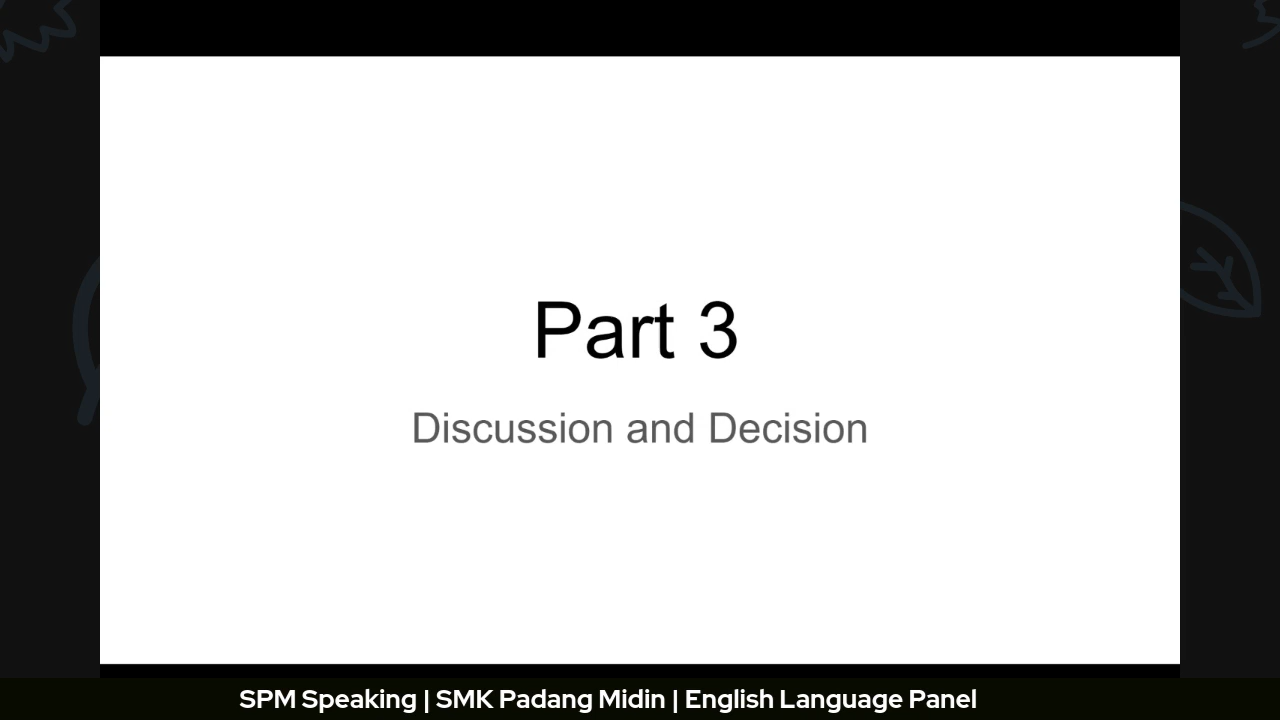 Part 3
Discussion and Decision
SPM Speaking | SMK Padang Midin | English Language Panel